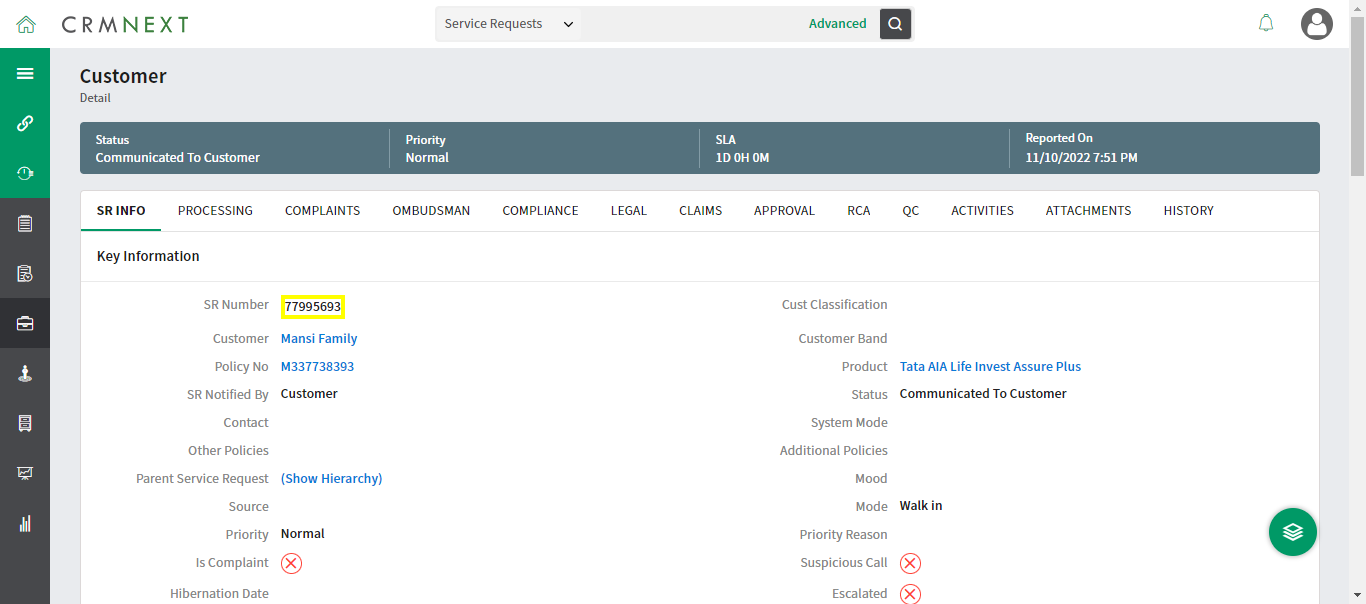 CRMNEXT
Service Requests
Advanced
Customer
Detail
Status
Communicated To Customer
Priority
Normal
SLA
1D 0H 0M
Reported On
11/10/2022 7:51 PM
SR INFO PROCESSING COMPLAINTS OMBUDSMAN COMPLIANCE LEGAL CLAIMS APPROVAL RCA QC ACTIVITIES ATTACHMENTS HISTORY
Key Information
SR Number 77995693
Cust Classification
Customer Mansi Family
Customer Band
Policy No M337738393
Product Tata AIA Life Invest Assure Plus
SR Notified By Customer
Status Communicated To Customer
Contact
System Mode
Other Policies
Additional Policies
Parent Service Request (Show Hierarchy)
Mood
Source
Mode Walk in
Priority Normal
Priority Reason
Is Complaint
Suspicious Call
Hibernation Date
Escalated